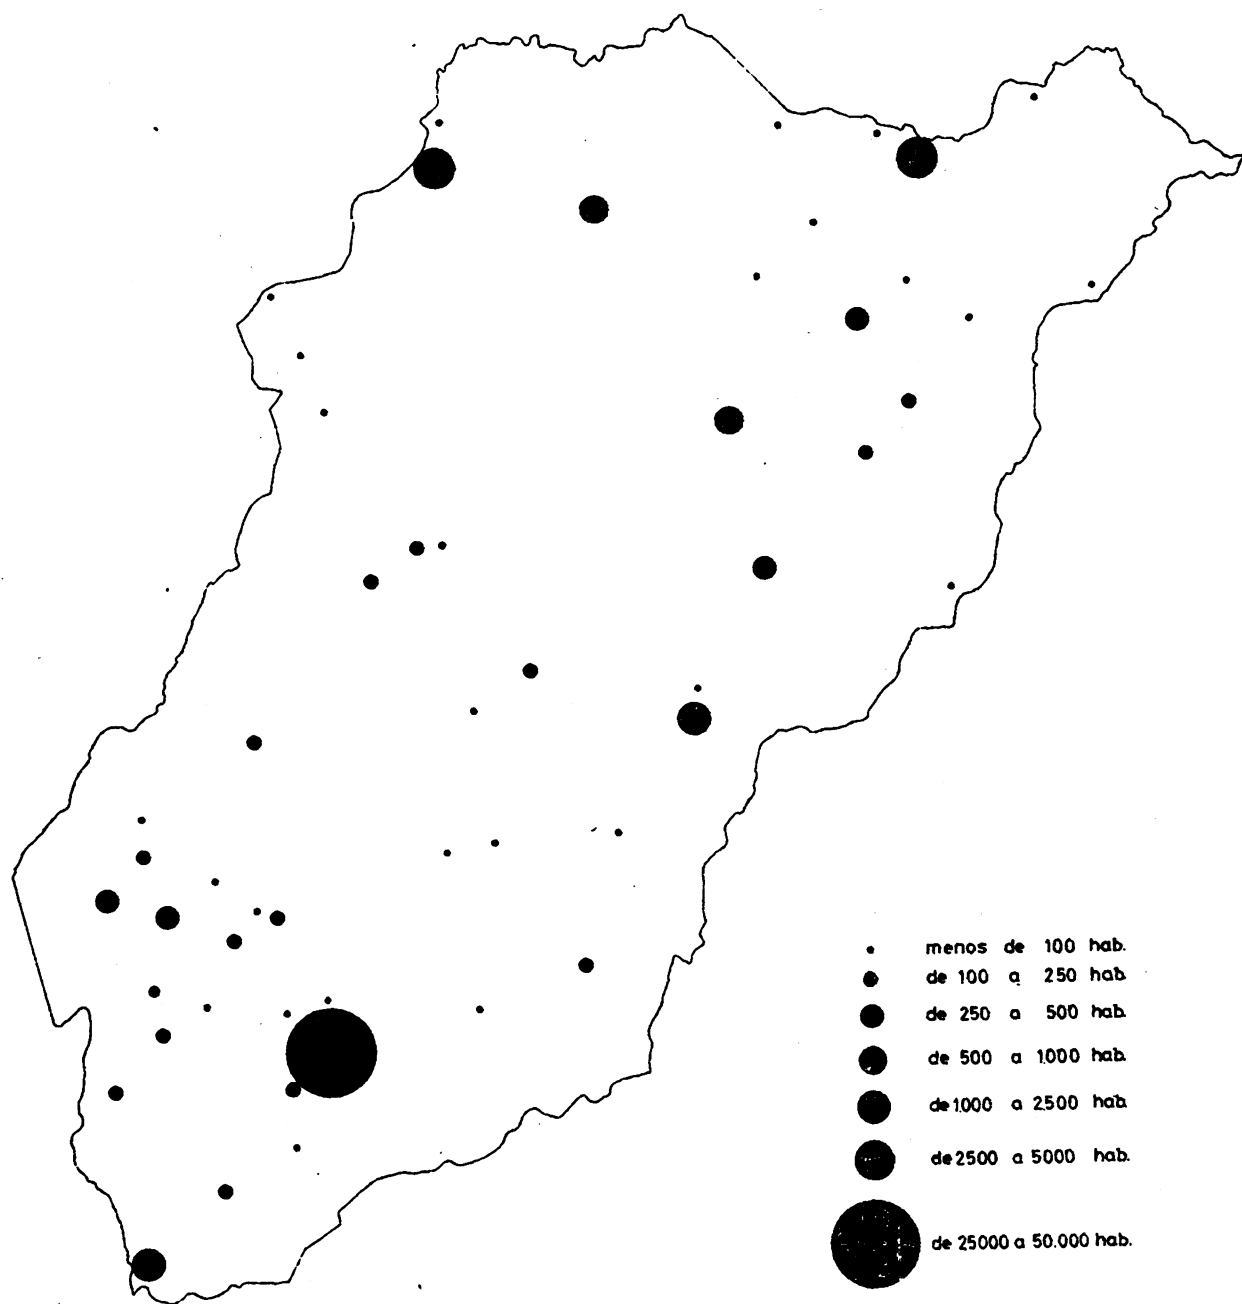 menos de 100 hab.
de 100 a 250 hab.
de 250 a 500 hab.
de 500 a 1.000 hab.
de 1.000 a 2.500 hab.
de 2500 a 5000 hab.
de 25000 a 50.000 hab.